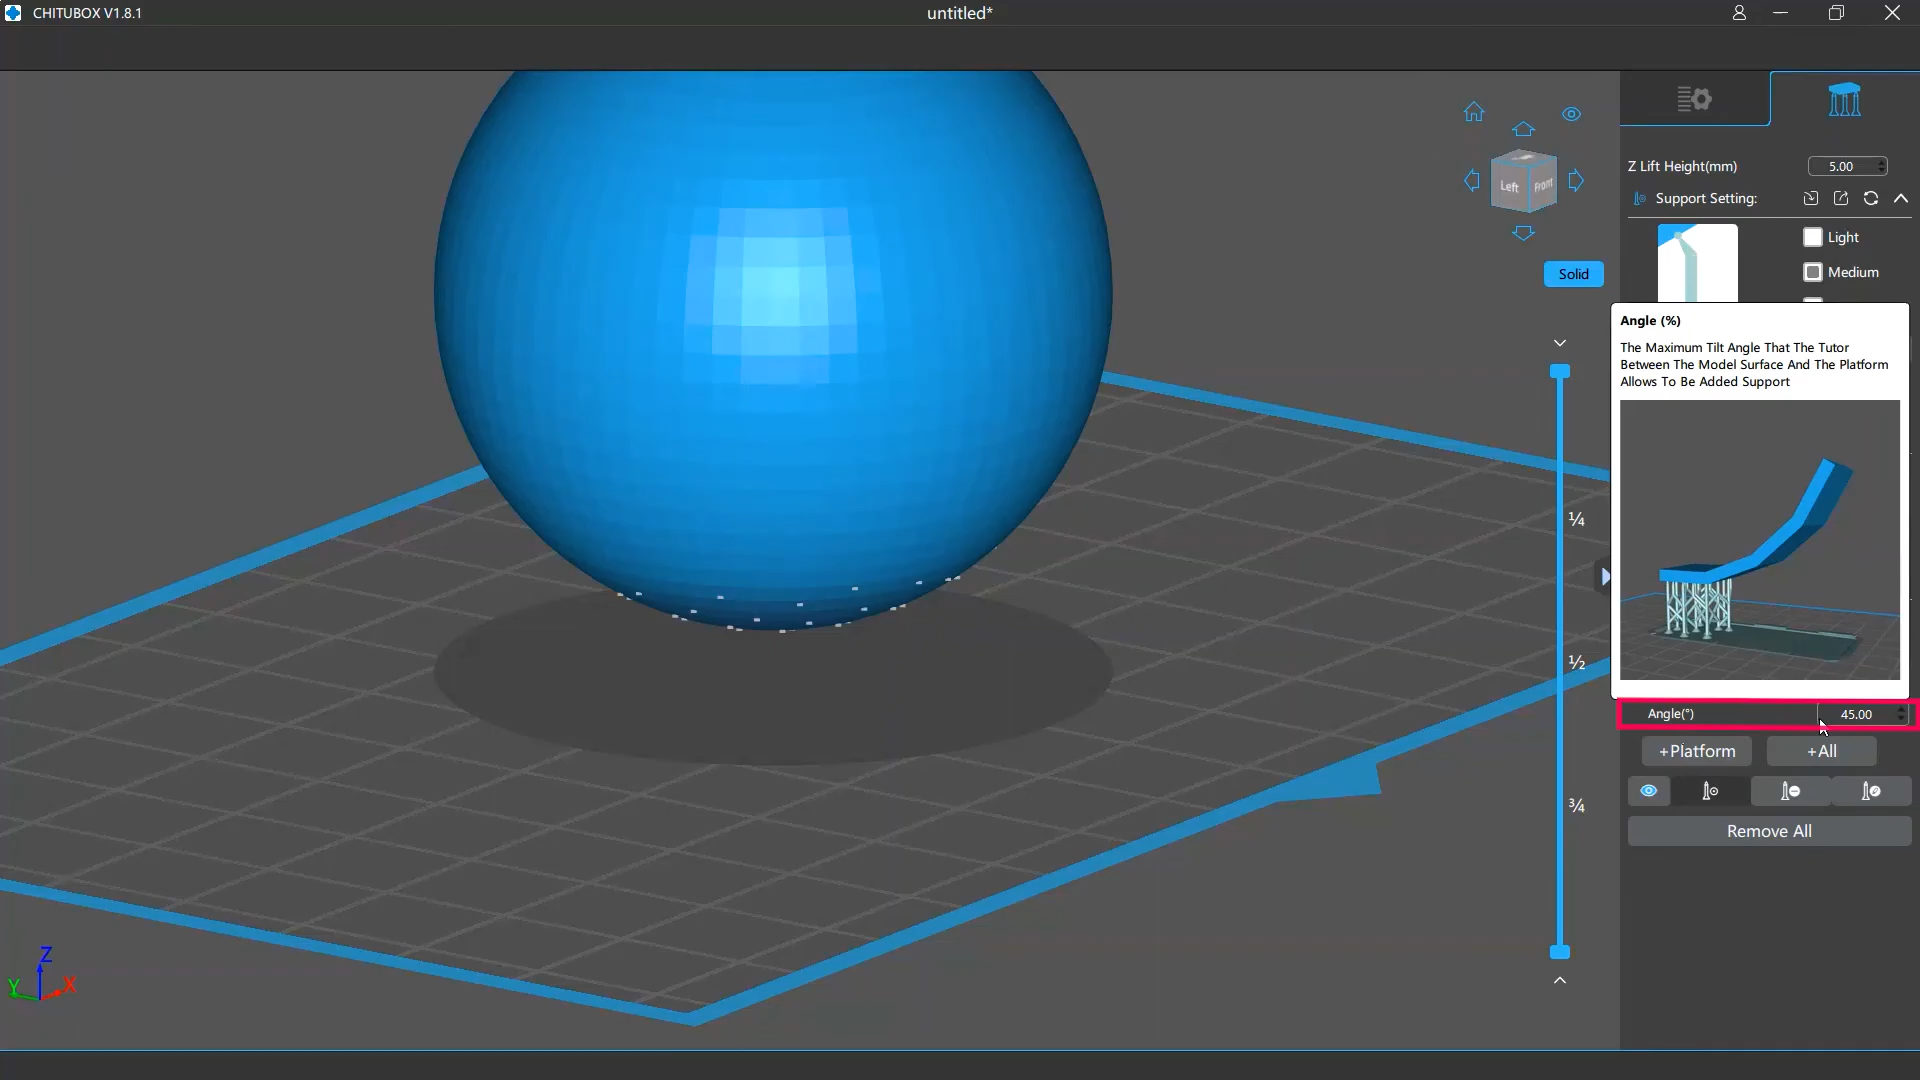 CHITUBOX V1.8.1
untitled*
Z Lift Height(mm)
5.00
Support Setting:
Left
Front
Light
Solid
Medium
Angle (%)
The Maximum Tilt Angle That The Tutor
Between The Model Surface And The Platform
Allows To Be Added Support
¼
½
Angle(°)
45.00
+Platform
+All
¾
Remove All
Z
Y
X